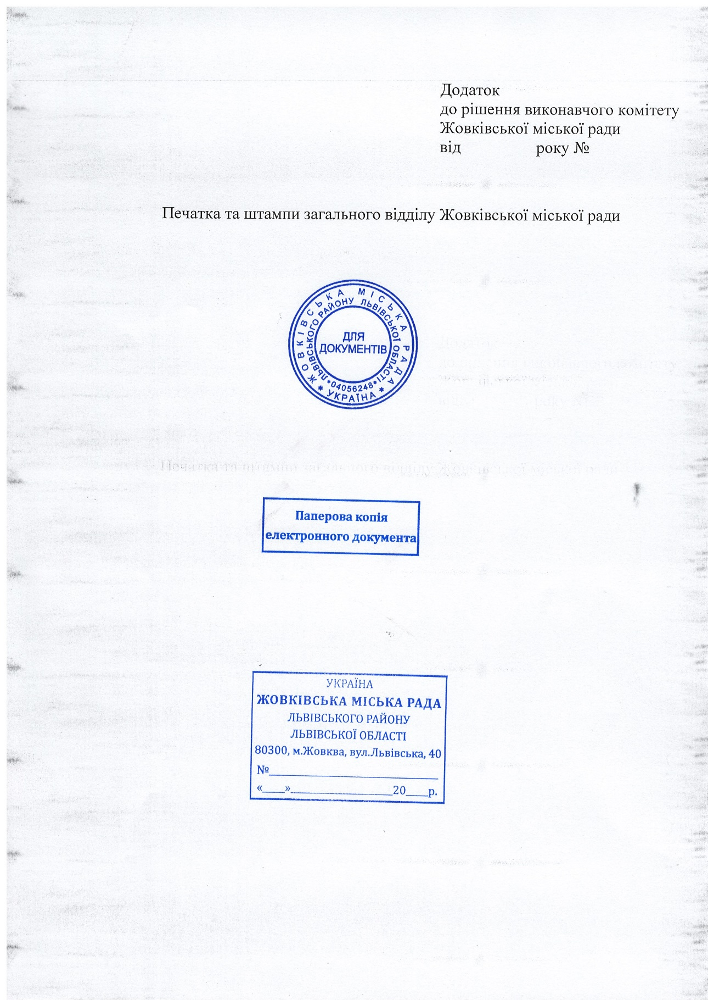 Додаток
до рішення виконавчого комітету
Жовківської міської ради
від року №
Печатка та штампи загального відділу Жовківської міської ради
ЖОВКІВСЬКА МІСЬКА РАДА
* УКРАЇНА *
ЛЬВІВСЬКОГО РАЙОНУ ЛЬВІВСЬКОЇ ОБЛАСТІ
*04056248*
ДЛЯ
ДОКУМЕНТІВ
Паперова копія
електронного документа
УКРАЇНА
ЖОВКІВСЬКА МІСЬКА РАДА
ЛЬВІВСЬКОГО РАЙОНУ
ЛЬВІВСЬКОЇ ОБЛАСТІ
80300, м.Жовква, вул.Львівська, 40
№____________________________
«____»_________________20____р.